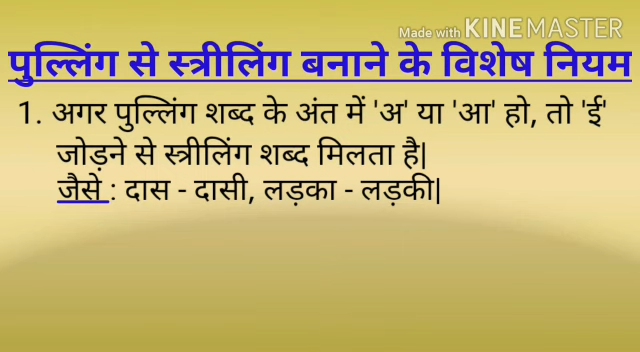 Made with KINEMASTER
पुल्लिंग से स्त्रीलिंग बनाने के विशेष नियम
1. अगर पुल्लिंग शब्द के अंत में 'अ' या 'आ' हो, तो 'ई'
जोड़ने से स्त्रीलिंग शब्द मिलता है|
जैसे : दास - दासी, लड़का - लड़की|